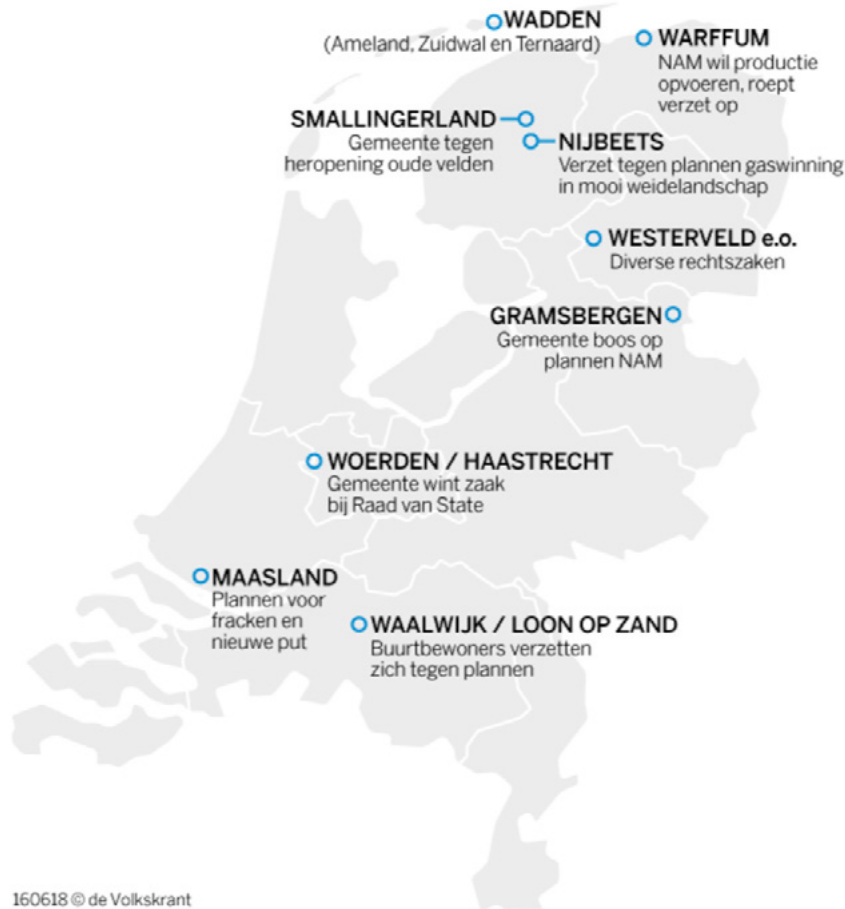 WADDEN
(Ameland, Zuidwal en Ternaard)
WARFFUM
NAM wil productie
opvoeren, roept
verzet op
SMALLINGERLAND
Gemeente tegen
heropening oude velden
NIJBEETS
Verzet tegen plannen gaswinning
in mooi weidelandschap
WESTERVELD e.o.
Diverse rechtszaken
GRAMSBERGEN
Gemeente boos op
plannen NAM
WOERDEN / HAASTRECHT
Gemeente wint zaak
bij Raad van State
MAASLAND
Plannen voor
fracken en
nieuwe put
WAALWIJK / LOON OP ZAND
Buurtbewoners verzetten
zich tegen plannen
160618 © de Volkskrant